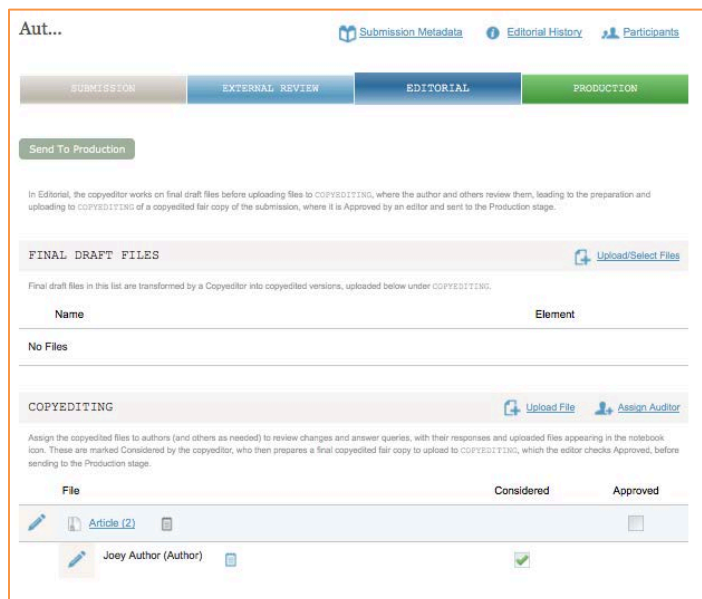 Aut...
Submission Metadata Editorial History Participants
SUBMISSION EXTERNAL REVIEW EDITORIAL PRODUCTION
Send To Production
In Editorial, the copyeditor works on final draft files before uploading files to COPYEDITING, where the author and others review them, leading to the preparation and
uploading to COPYEDITING of a copyedited fair copy of the submission, where it is Approved by an editor and sent to the Production stage.
FINAL DRAFT FILES Upload/Select Files
Final draft files in this list are transformed by a Copyeditor into copyedited versions, uploaded below under COPYEDITING.
Name Element
No Files
COPYEDITING Upload File Assign Auditor
Assign the copyedited files to authors (and others as needed) to review changes and answer queries, with their responses and uploaded files appearing in the notebook
icon. These are marked Considered by the copyeditor, who then prepares a final copyedited fair copy to upload to COPYEDITING, which the editor checks Approved, before
sending to the Production stage.
File Considered Approved
Article (2)
Joey Author (Author)